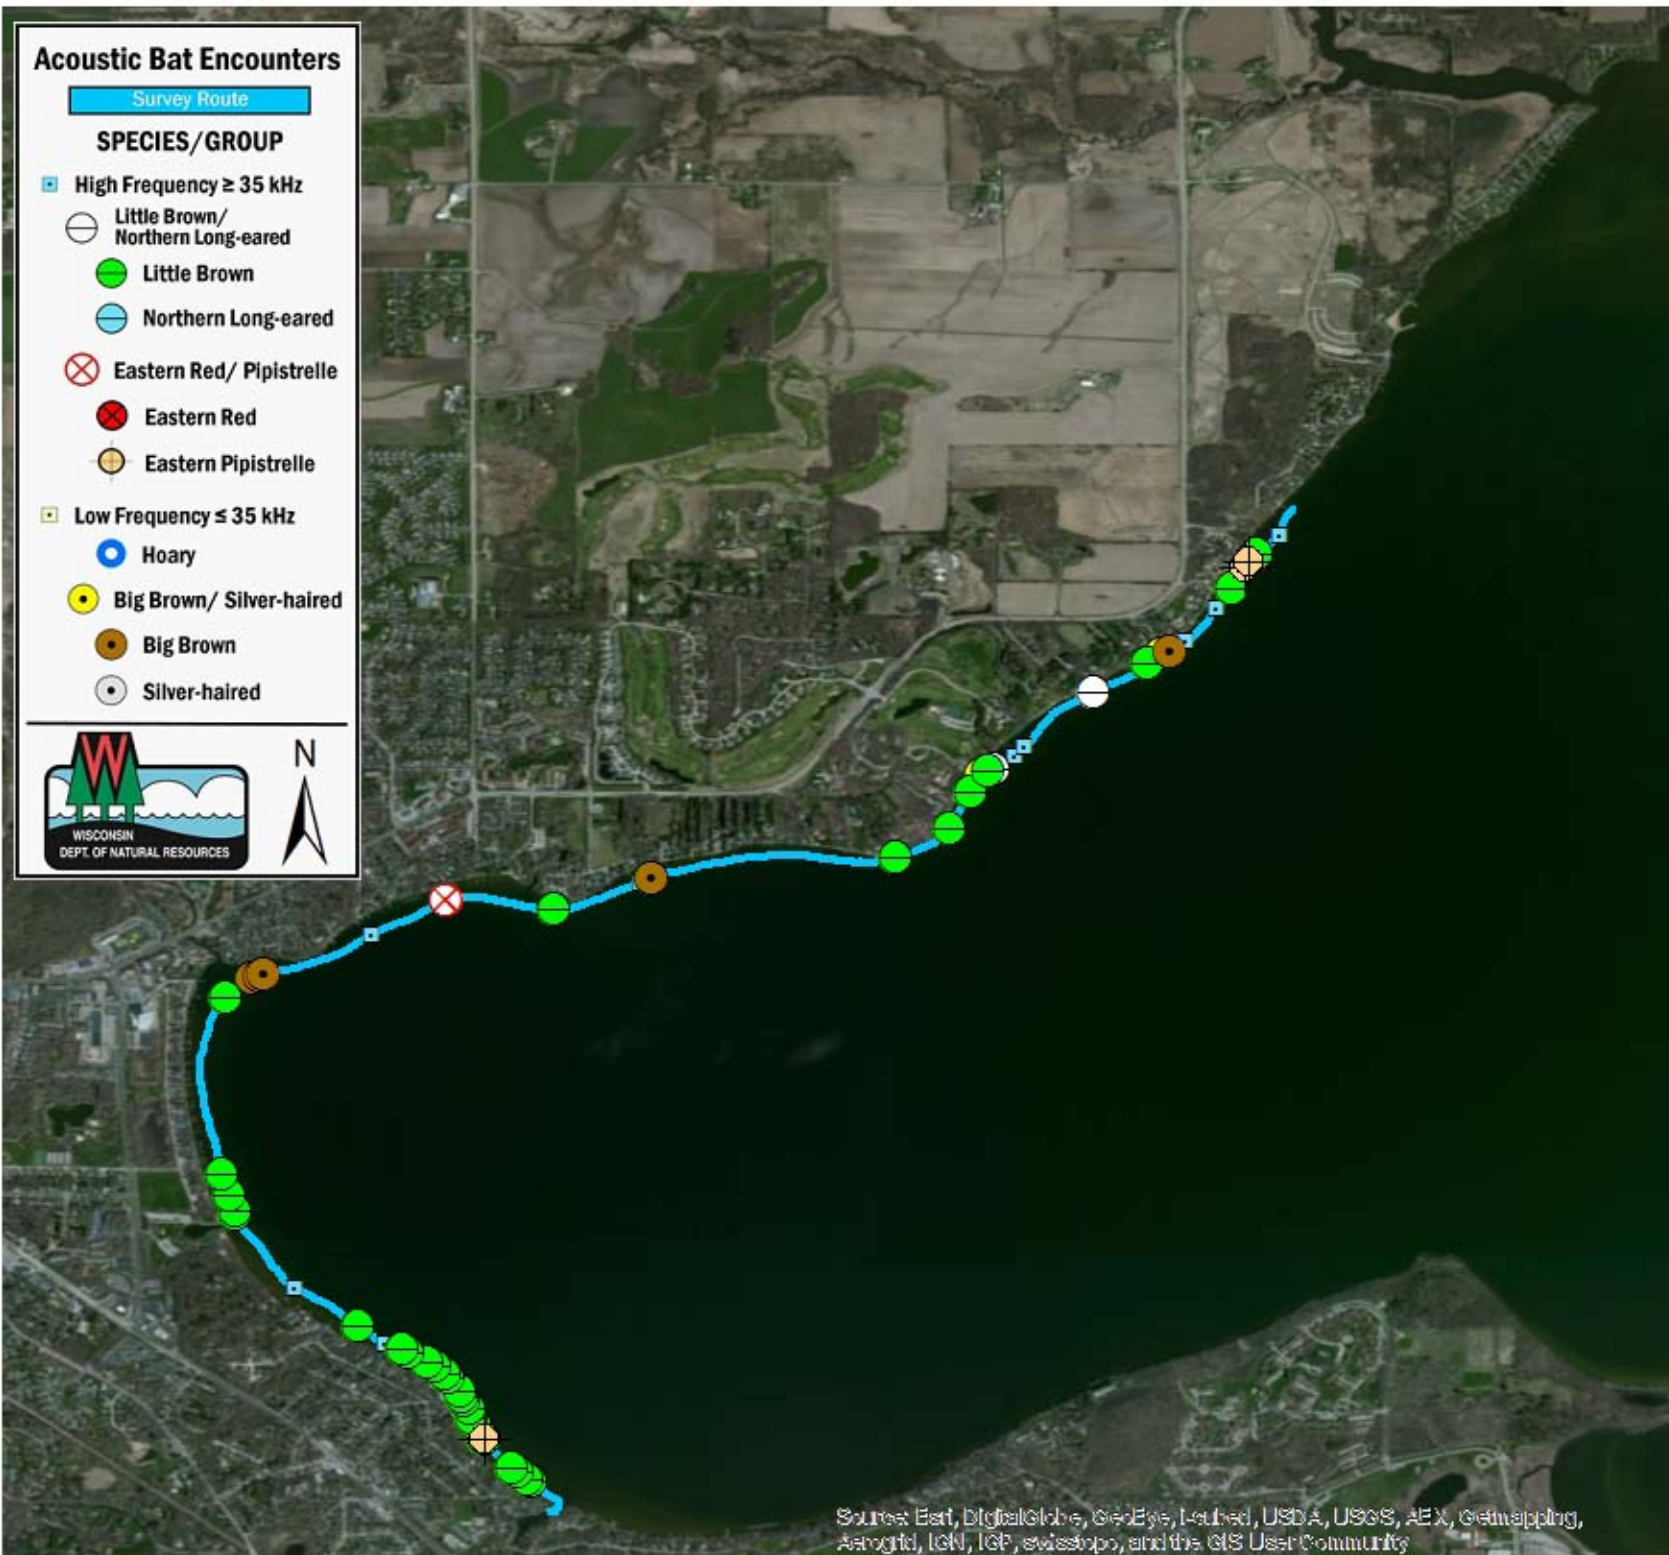 Acoustic Bat Encounters
Survey Route
SPECIES/GROUP
High Frequency ≥ 35 kHz
Little Brown/
Northern Long-eared
Little Brown
Northern Long-eared
Eastern Red/ Pipistrelle
Eastern Red
Eastern Pipistrelle
Low Frequency ≤ 35 kHz
Hoary
Big Brown/ Silver-haired
Big Brown
Silver-haired
W
N
WISCONSIN
DEPT. OF NATURAL RESOURCES
Source: Esri, DigitalGlobe, GeoEye, i-cubed, USDA, USGS, AEX, Getmapping,
Aerogrid, IGN, IGP, swisstopo, and the GIS User Community